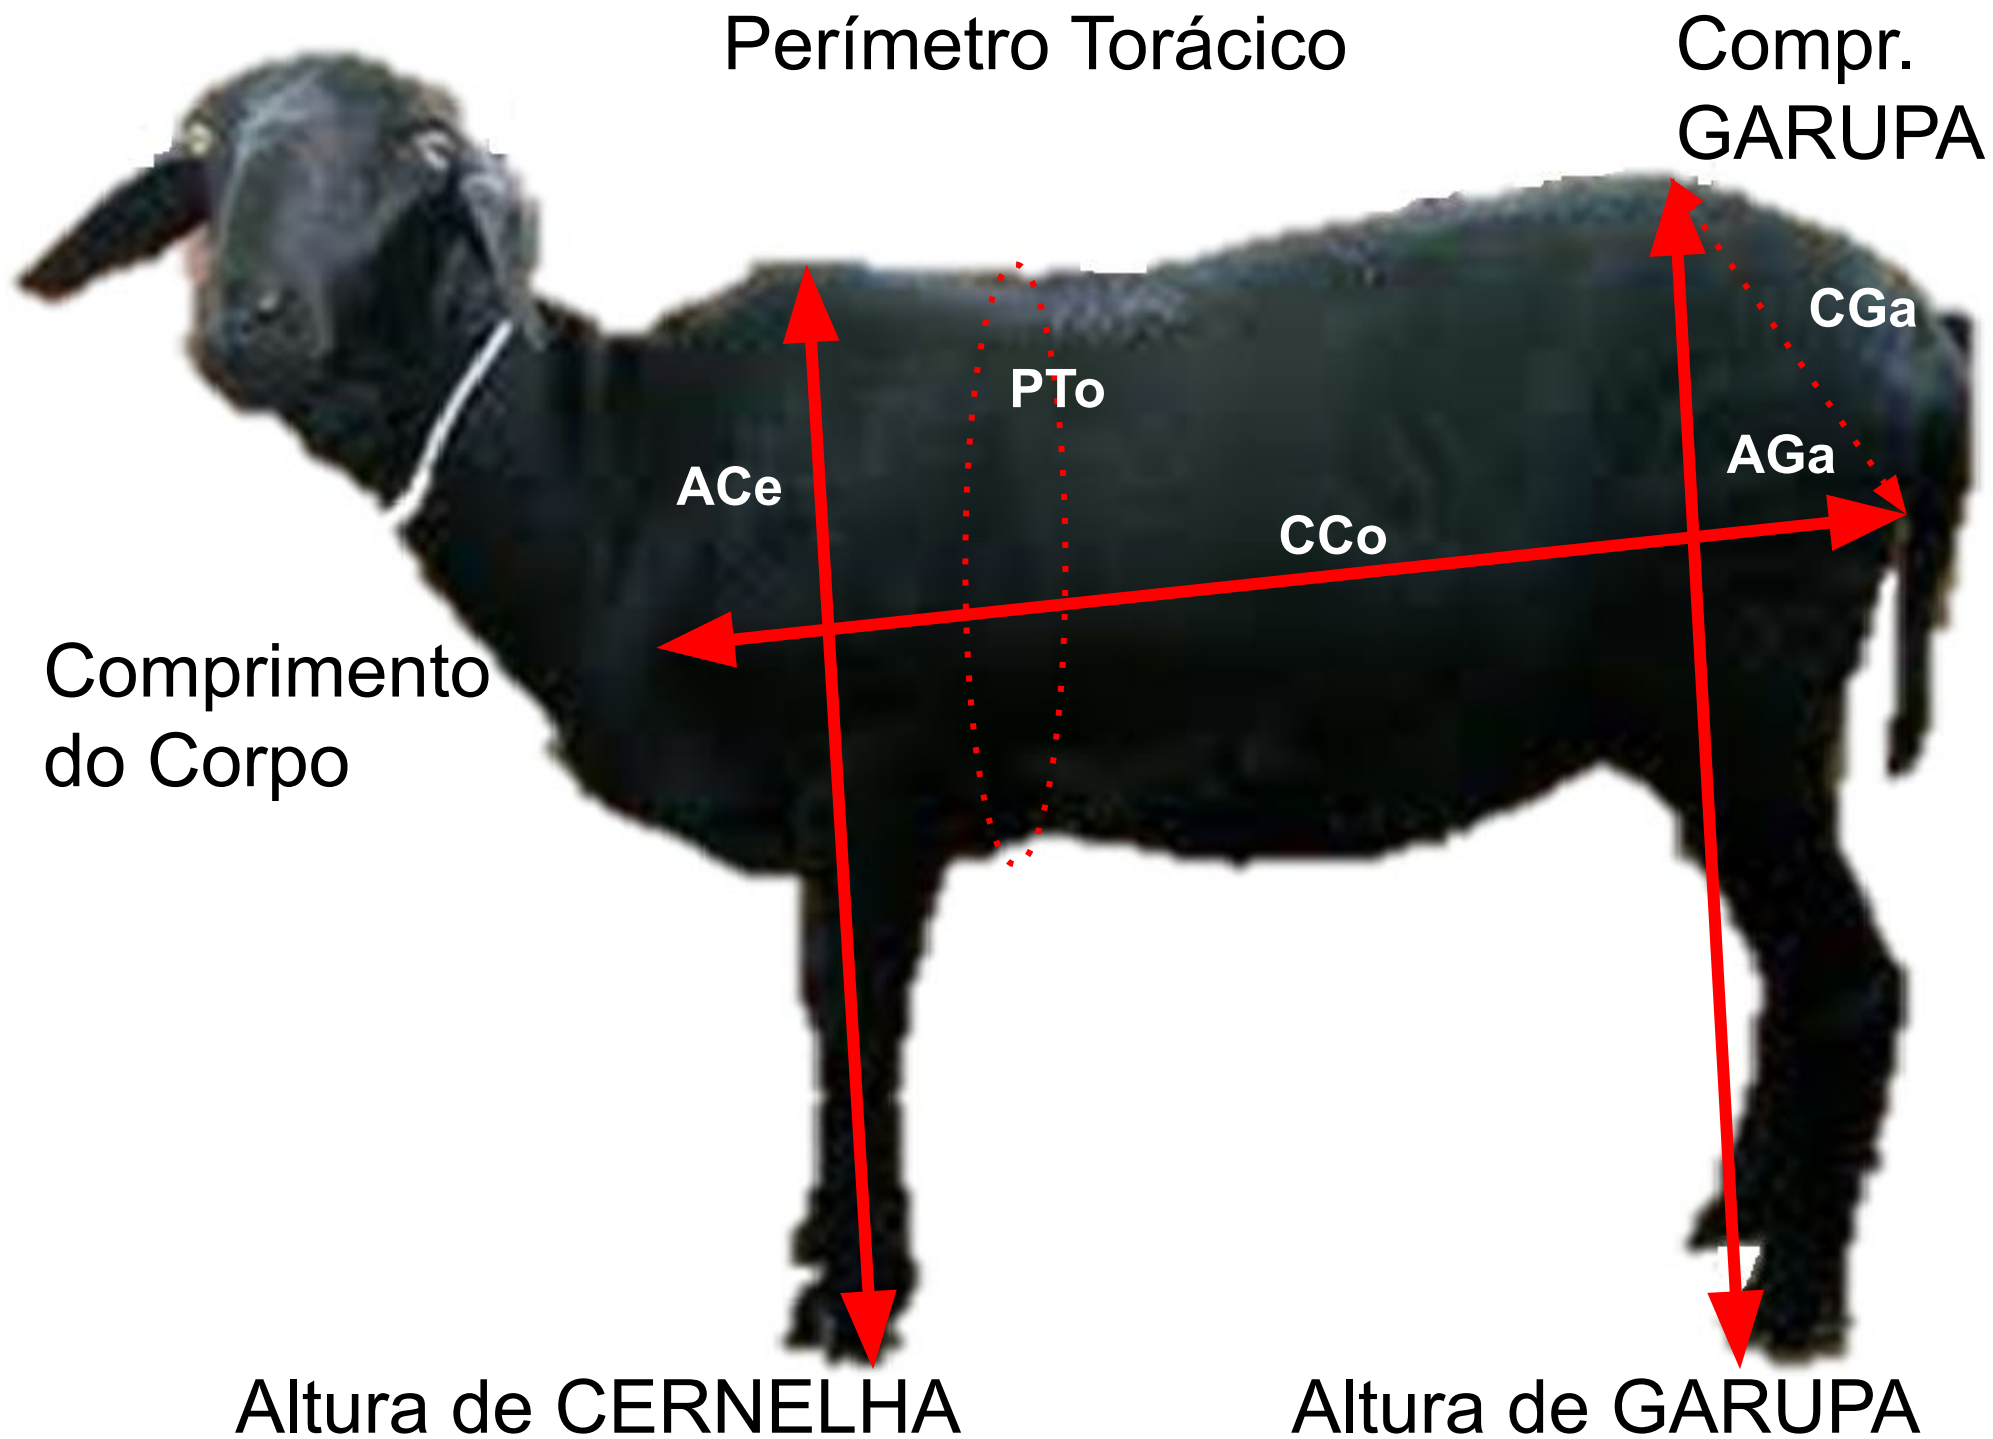 Perímetro Torácico
Compr.
GARUPA
CGa
PTo
AGa
ACe
CCo
Comprimento
do Corpo
Altura de CERNELHA
Altura de GARUPA